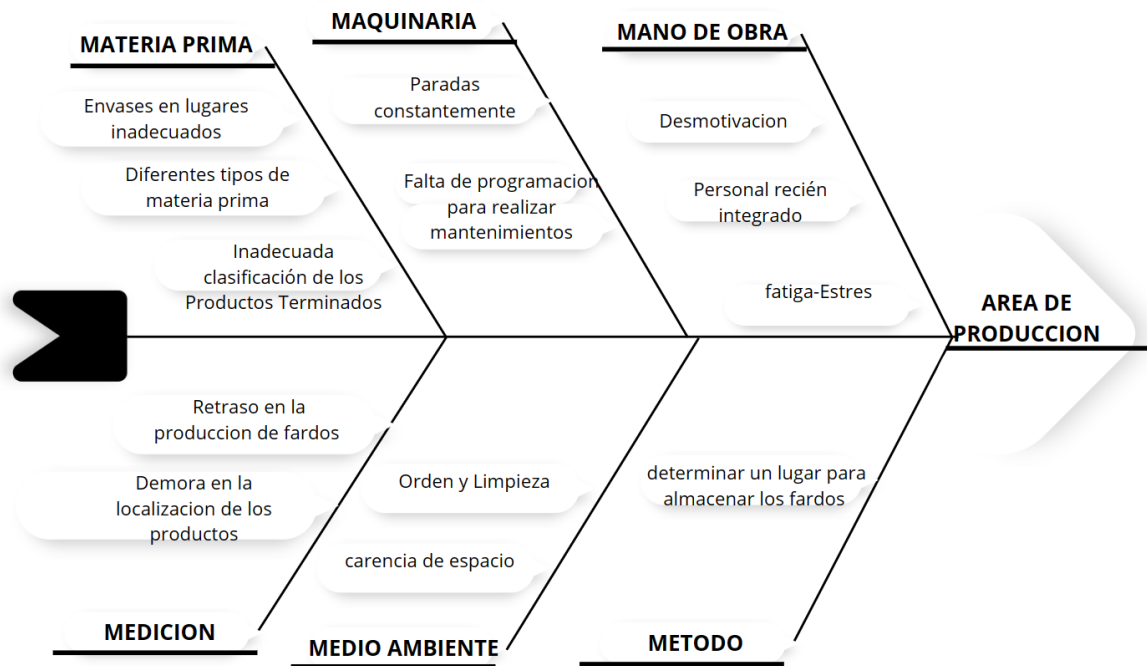 MATERIA PRIMA
Envases en lugares
inadecuados
Diferentes tipos de
materia prima
Inadecuada
clasificación de los
Productos Terminados
MAQUINARIA
Paradas
constantemente
Falta de programacion
para realizar
mantenimientos
MANO DE OBRA
Desmotivacion
Personal recién
integrado
fatiga-Estres
AREA DE
PRODUCCION
Retraso en la
produccion de fardos
Demora en la
localizacion de los
productos
MEDICION
Orden y Limpieza
carencia de espacio
MEDIO AMBIENTE
determinar un lugar para
almacenar los fardos
METODO